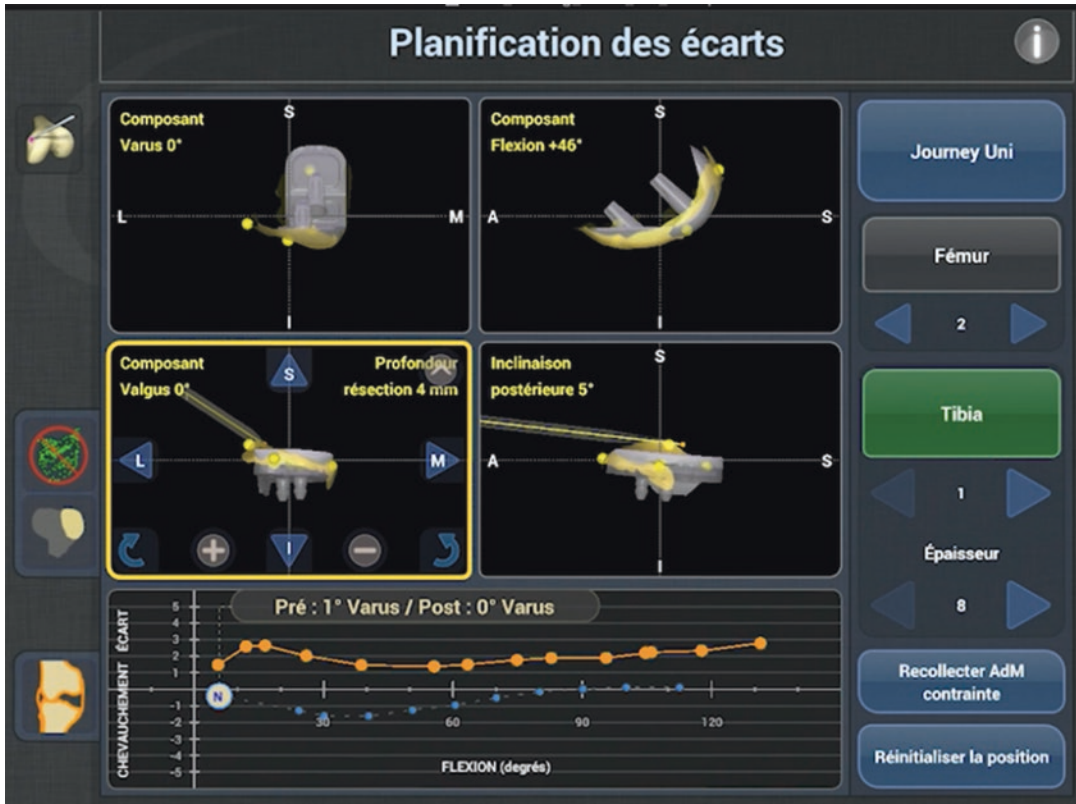 Planification des écarts
i
Composant
Varus 0°
S
L
M
I
Composant
Flexion +46°
S
A
S
I
Journey Uni
Fémur
2
Composant
Valgus 0°
Profondeur
résection 4 mm
S
L
M
I
Inclinaison
postérieure 5°
S
A
S
I
Tibia
1
Épaisseur
8
Pré : 1° Varus / Post : 0° Varus
CHEVAUCHEMENT ÉCART
5
4
3
2
1
-1
-2
-3
-4
-5
N
30
60
90
120
FLEXION (degrés)
Recollecter AdM
contrainte
Réinitialiser la position